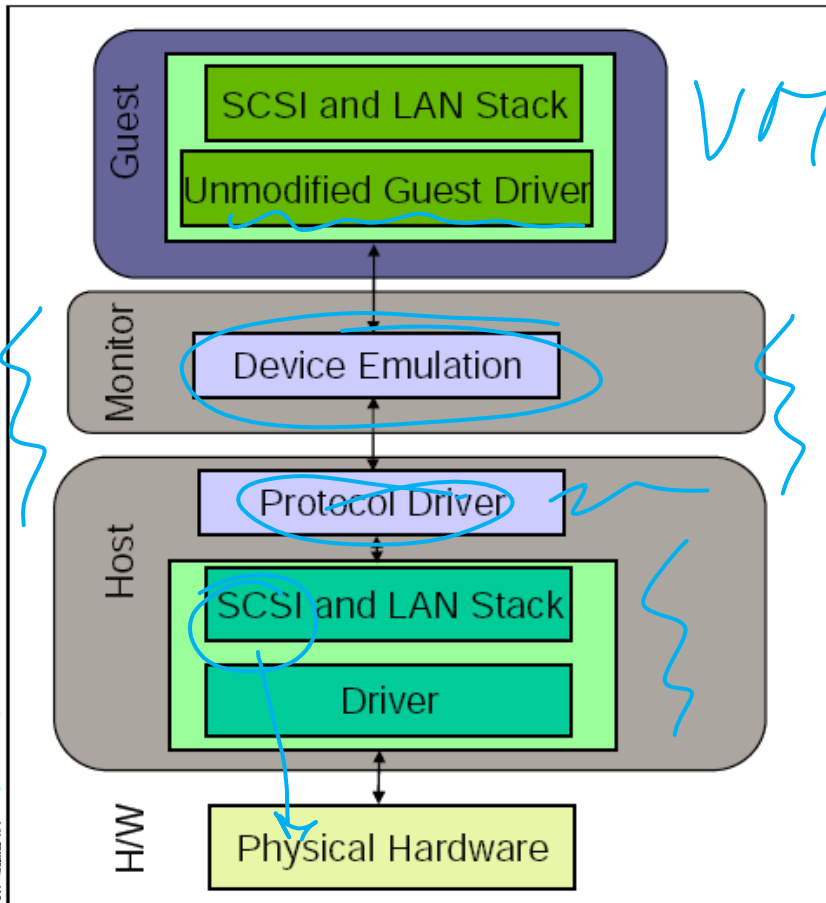 Guest
SCSI and LAN Stack
Unmodified Guest Driver
Monitor
Device Emulation
Host
Protocol Driver
SCSI and LAN Stack
Driver
H/W
Physical Hardware